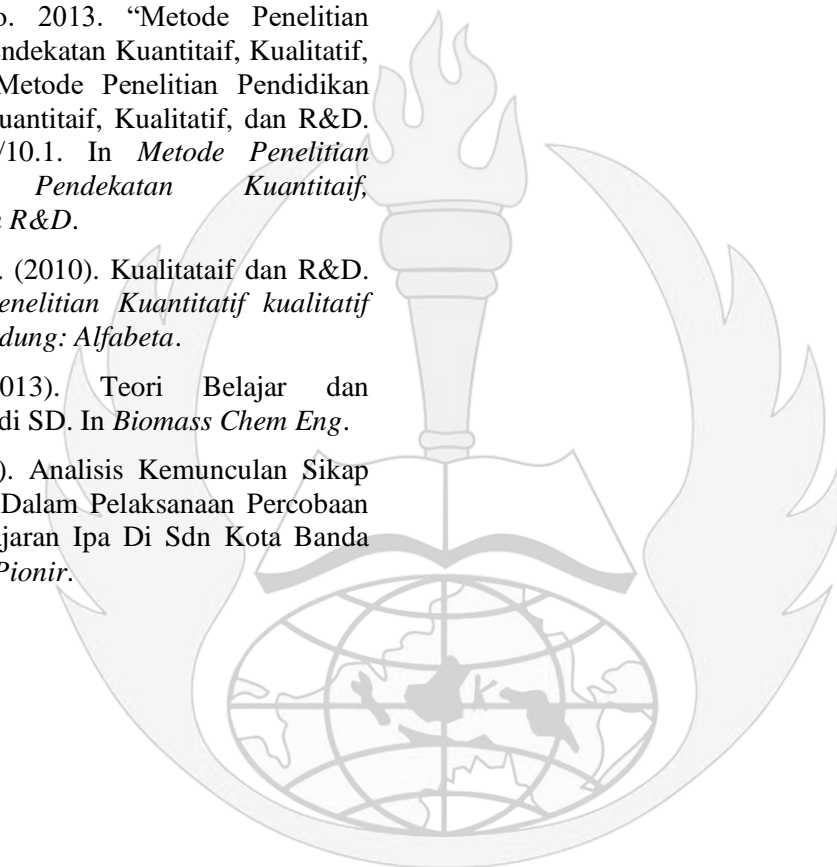 o. 2013. “Metode Penelitian
endekatan Kuantitaif, Kualitatif,
Metode Penelitian Pendidikan
uantitaif, Kualitatif, dan R&D.
/10.1. In Metode Penelitian
Pendekatan Kuantitaif,
n R&D.
. (2010). Kualitataif dan R&D.
enelitian Kuantitatif kualitatif
dung: Alfabeta.
013). Teori Belajar dan
di SD. In Biomass Chem Eng.
). Analisis Kemunculan Sikap
Dalam Pelaksanaan Percobaan
ajaran Ipa Di Sdn Kota Banda
Pionir.